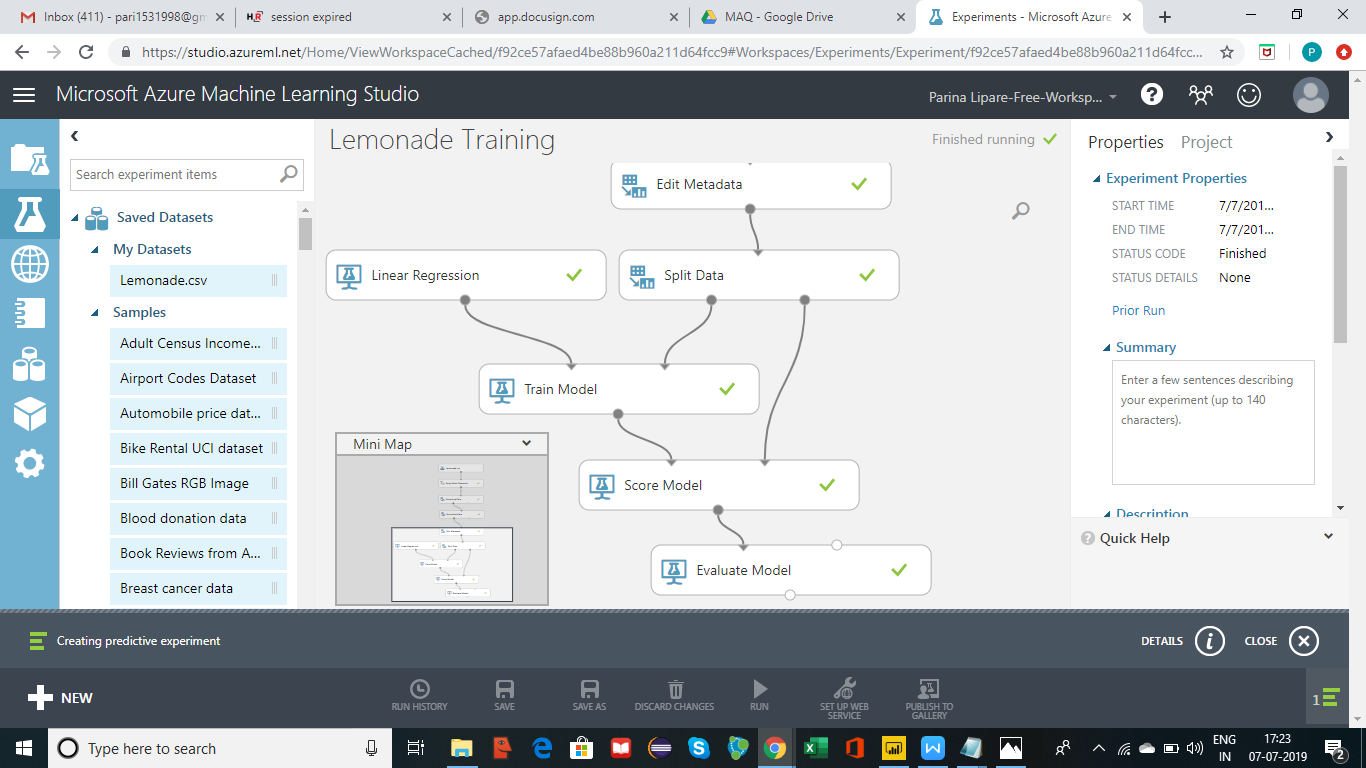 Inbox (411) - pari1531998@gm
session expired
app.docusign.com
MAQ - Google Drive
Experiments - Microsoft Azure
https://studio.azureml.net/Home/ViewWorkspaceCached/f92ce57afaed4be88b960a211d64fcc9#Workspaces/Experiments/Experiment/f92ce57afaed4be88b960a211d64fcc...
P
Microsoft Azure Machine Learning Studio
Parina Lipare-Free-Worksp...
Search experiment items
Saved Datasets
My Datasets
Lemonade.csv
Samples
Adult Census Income...
Airport Codes Dataset
Automobile price dat...
Bike Rental UCI dataset
Bill Gates RGB Image
Blood donation data
Book Reviews from A...
Breast cancer data
Lemonade Training
Finished running
Edit Metadata
Linear Regression
Split Data
Train Model
Score Model
Evaluate Model
Mini Map
Properties Project
Experiment Properties
START TIME 7/7/201...
END TIME 7/7/201...
STATUS CODE Finished
STATUS DETAILS None
Prior Run
Summary
Enter a few sentences describing
your experiment (up to 140
characters).
Description
Quick Help
Creating predictive experiment
DETAILS
CLOSE
NEW
RUN HISTORY
SAVE
SAVE AS
DISCARD CHANGES
RUN
SET UP WEB
SERVICE
PUBLISH TO
GALLERY
1
Type here to search
ENG
IN
17:23
07-07-2019
2